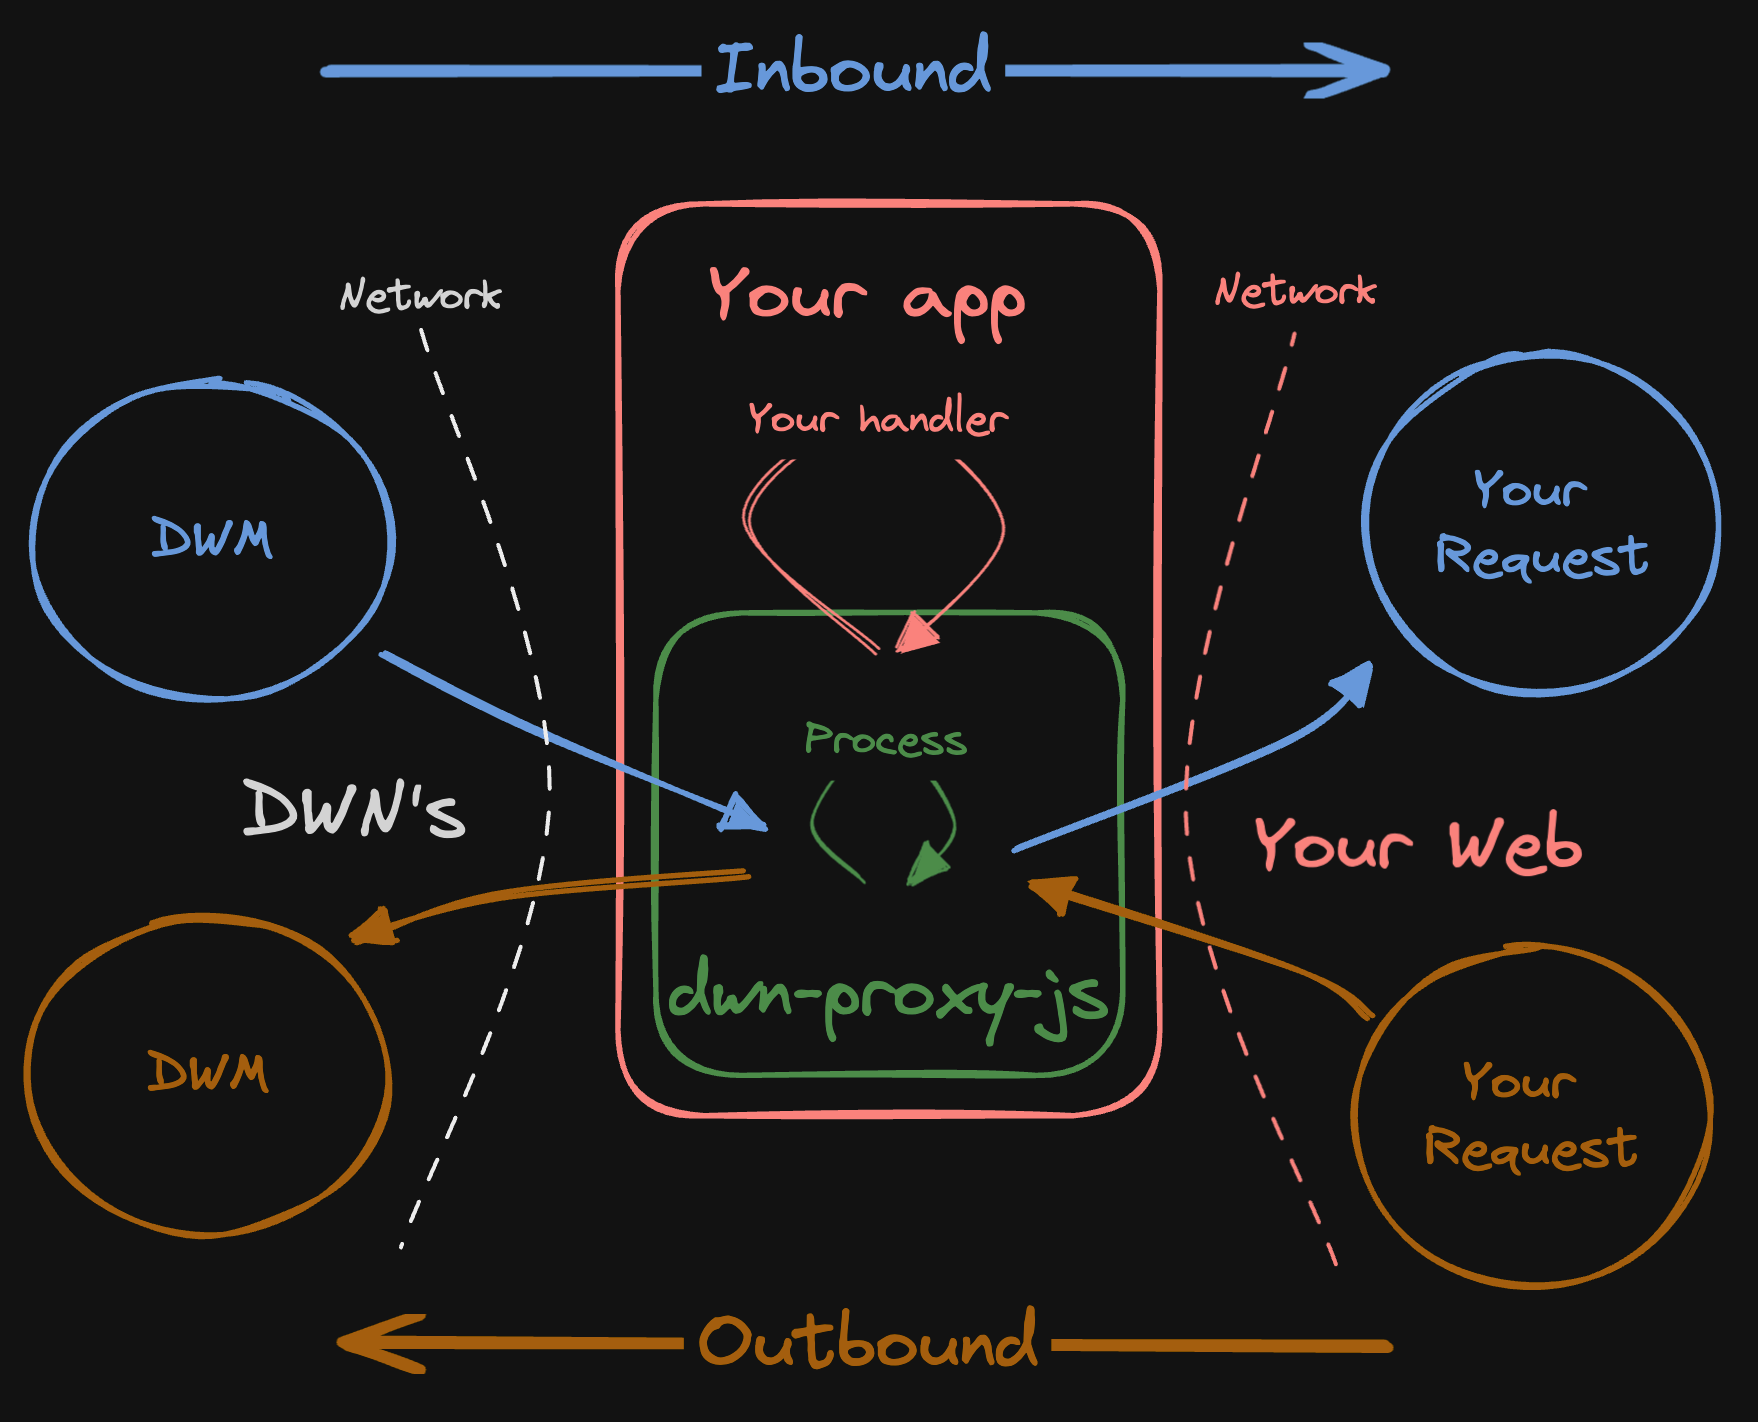 Inbound
Network
Your app
Network
Your handler
DWM
Your
Request
Process
DWN's
Your Web
dwn-proxy-js
DWM
Your
Request
Outbound